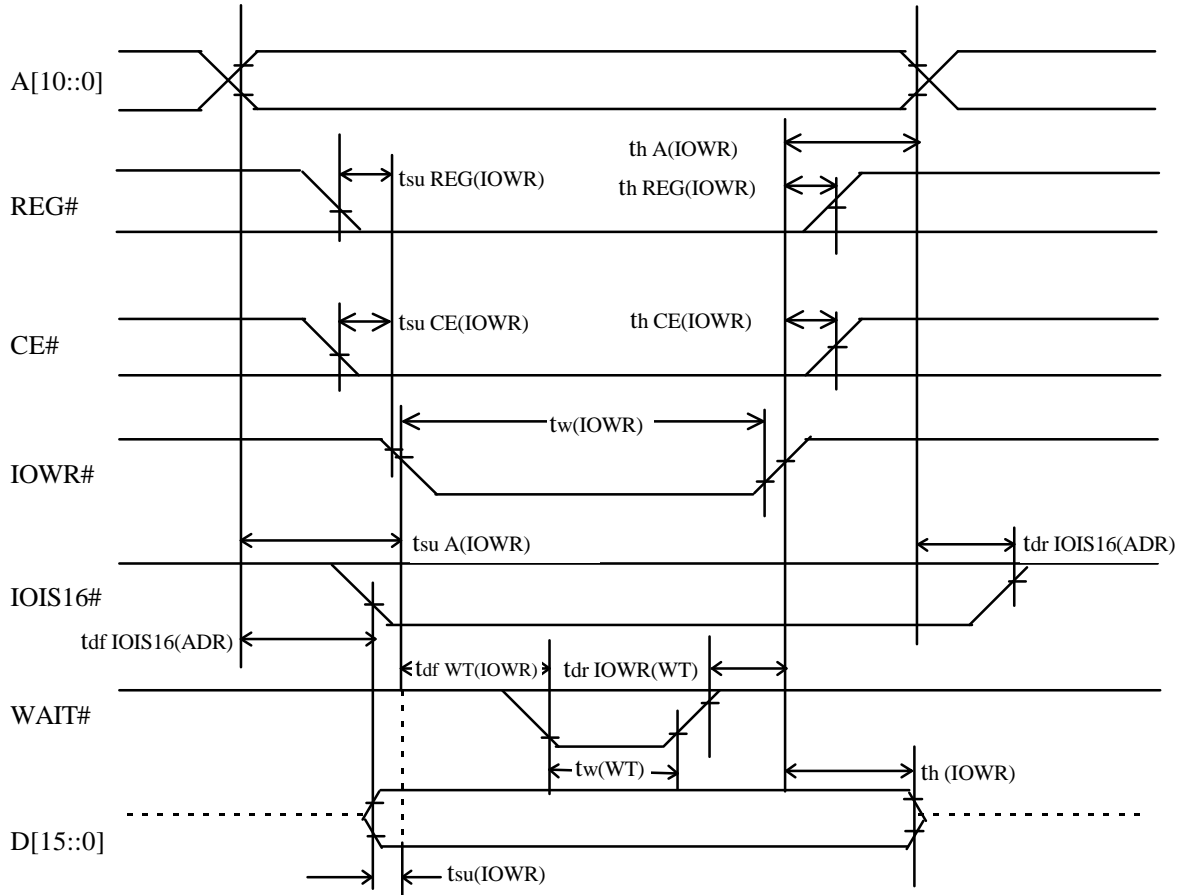 A[10::0]
th A(IOWR)
tsu REG(IOWR)
th REG(IOWR)
REG#
tsu CE(IOWR)
th CE(IOWR)
CE#
tw(IOWR)
IOWR#
tsu A(IOWR)
tdr IOIS16(ADR)
IOIS16#
tdf IOIS16(ADR)
tdf WT(IOWR)
tdr IOWR(WT)
WAIT#
tw(WT)
th (IOWR)
D[15::0]
tsu(IOWR)